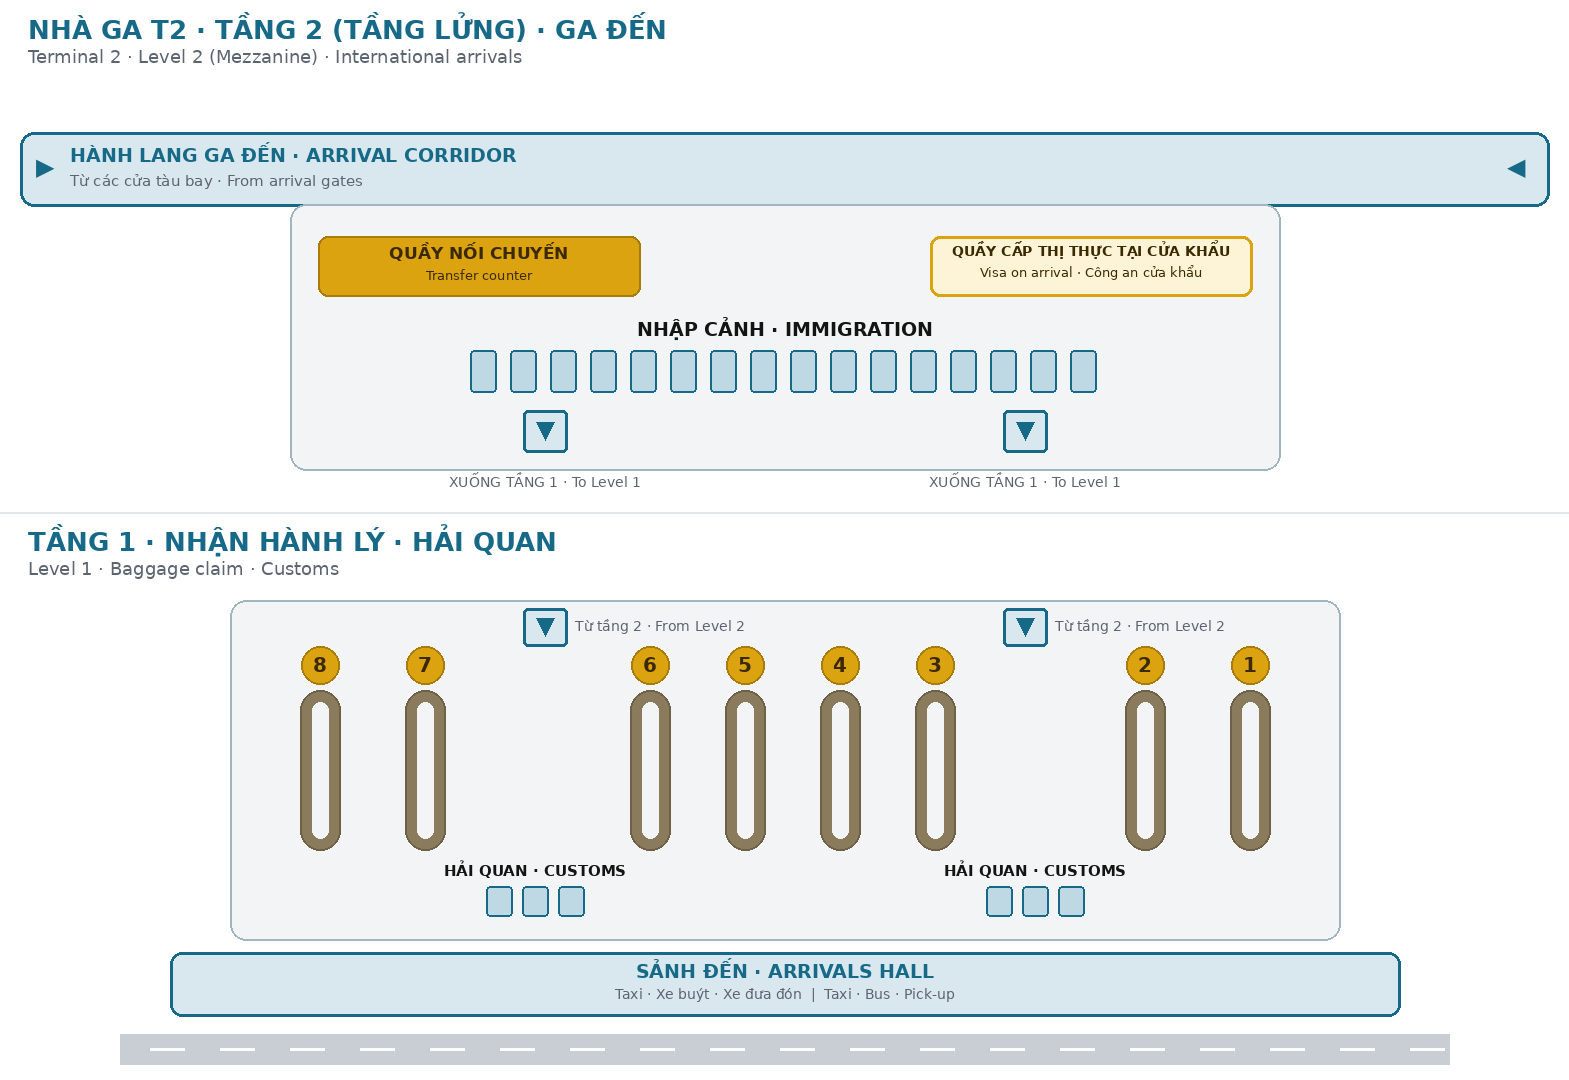 NHÀ GA T2 · TẦNG 2 (TẦNG LỬNG) · GA ĐẾN
Terminal 2 · Level 2 (Mezzanine) · International arrivals
HÀNH LANG GA ĐẾN · ARRIVAL CORRIDOR
Từ các cửa tàu bay · From arrival gates
QUẦY NỐI CHUYẾN
Transfer counter
QUẦY CẤP THỊ THỰC TẠI CỬA KHẨU
Visa on arrival · Công an cửa khẩu
NHẬP CẢNH · IMMIGRATION
XUỐNG TẦNG 1 · To Level 1
XUỐNG TẦNG 1 · To Level 1
TẦNG 1 · NHẬN HÀNH LÝ · HẢI QUAN
Level 1 · Baggage claim · Customs
Từ tầng 2 · From Level 2
Từ tầng 2 · From Level 2
8 7 6 5 4 3 2 1
HẢI QUAN · CUSTOMS
HẢI QUAN · CUSTOMS
SẢNH ĐẾN · ARRIVALS HALL
Taxi · Xe buýt · Xe đưa đón | Taxi · Bus · Pick-up